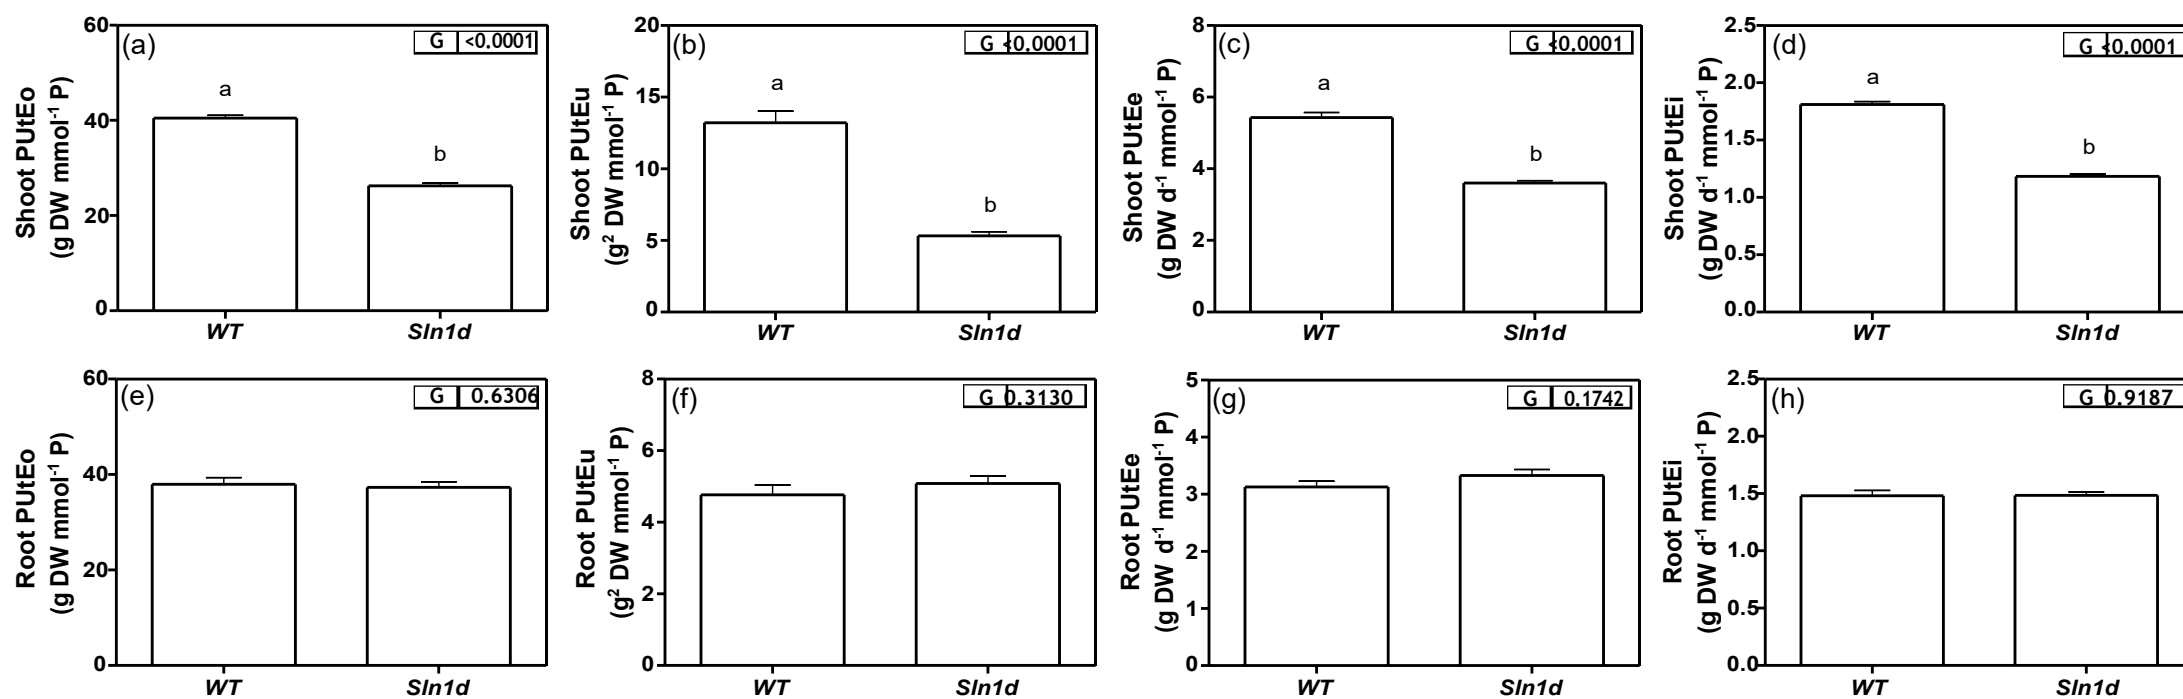 (a)
G <0.0001
a
b
60
40
20
0
Shoot PUtEo
(g DW mmol-1 P)
WT Sln1d
(b)
G <0.0001
a
b
20
15
10
5
0
Shoot PUtEu
(g2 DW mmol-1 P)
WT Sln1d
(c)
G <0.0001
a
b
8
6
4
2
0
Shoot PUtEe
(g DW d-1 mmol-1 P)
WT Sln1d
(d)
G <0.0001
a
b
2.5
2.0
1.5
1.0
0.5
0.0
Shoot PUtEi
(g DW d-1 mmol-1 P)
WT Sln1d
(e)
G 0.6306
60
40
20
0
Root PUtEo
(g DW mmol-1 P)
WT Sln1d
(f)
G 0.3130
8
6
4
2
0
Root PUtEu
(g2 DW mmol-1 P)
WT Sln1d
(g)
G 0.1742
5
4
3
2
1
0
Root PUtEe
(g DW d-1 mmol-1 P)
WT Sln1d
(h)
G 0.9187
2.5
2.0
1.5
1.0
0.5
0.0
Root PUtEi
(g DW d-1 mmol-1 P)
WT Sln1d